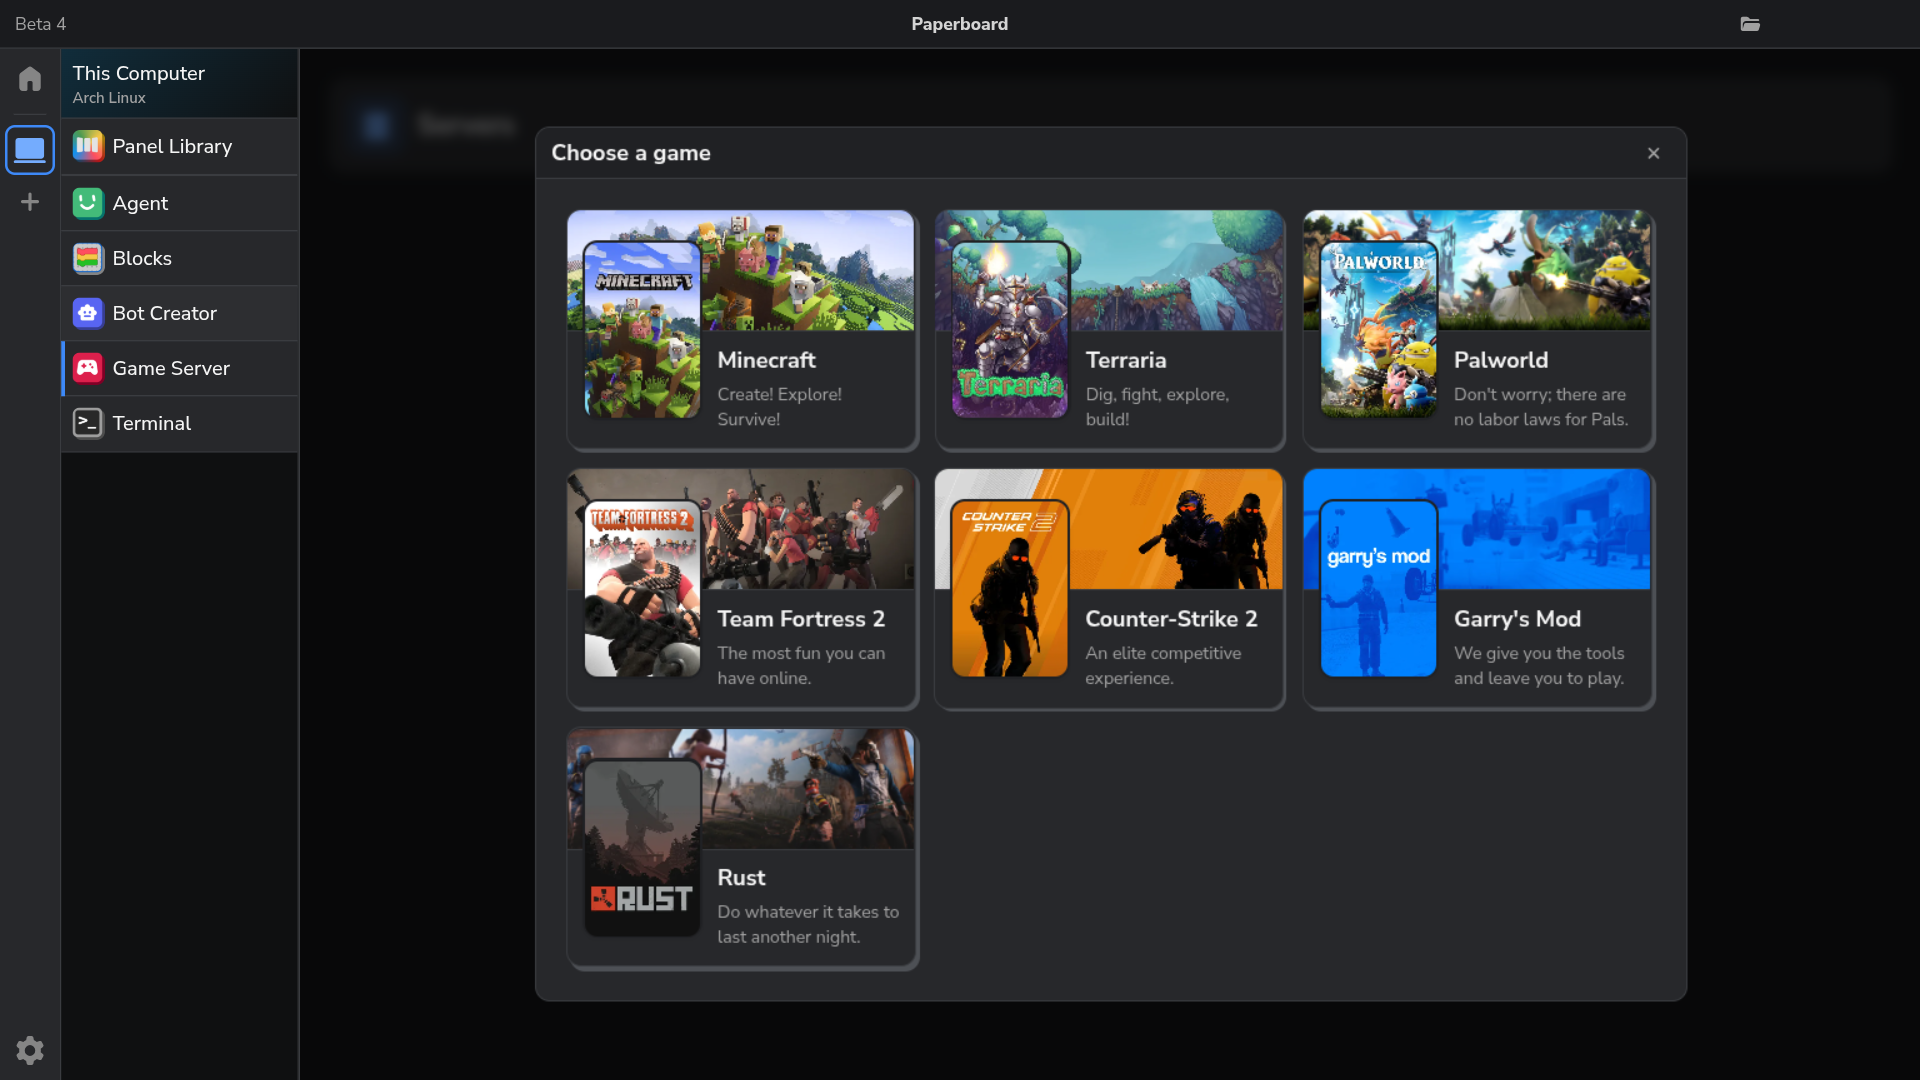 Beta 4
Paperboard
This Computer
Arch Linux
Panel Library
Agent
Blocks
Bot Creator
Game Server
Terminal
Servers
Choose a game
MINECRAFT
Minecraft
Create! Explore!
Survive!
Terraria
Terraria
Dig, fight, explore,
build!
PALWORLD
Palworld
Don't worry; there are
no labor laws for Pals.
TEAM FORTRESS 2
Team Fortress 2
The most fun you can
have online.
COUNTER
STRIKE 2
Counter-Strike 2
An elite competitive
experience.
garry's mod
Garry's Mod
We give you the tools
and leave you to play.
RUST
Rust
Do whatever it takes to
last another night.